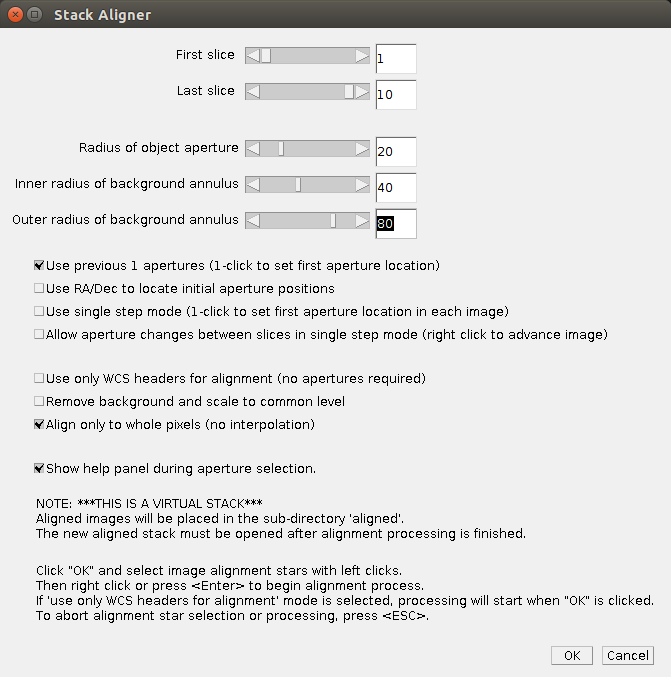 Stack Aligner
First slice 1
Last slice 10
Radius of object aperture 20
Inner radius of background annulus 40
Outer radius of background annulus 80
Use previous 1 apertures (1-click to set first aperture location)
Use RA/Dec to locate initial aperture positions
Use single step mode (1-click to set first aperture location in each image)
Allow aperture changes between slices in single step mode (right click to advance image)
Use only WCS headers for alignment (no apertures required)
Remove background and scale to common level
Align only to whole pixels (no interpolation)
Show help panel during aperture selection.
NOTE: ***THIS IS A VIRTUAL STACK***
Aligned images will be placed in the sub-directory 'aligned'.
The new aligned stack must be opened after alignment processing is finished.
Click "OK" and select image alignment stars with left clicks.
Then right click or press <Enter> to begin alignment process.
If 'use only WCS headers for alignment' mode is selected, processing will start when "OK" is clicked.
To abort alignment star selection or processing, press <ESC>.
OK Cancel